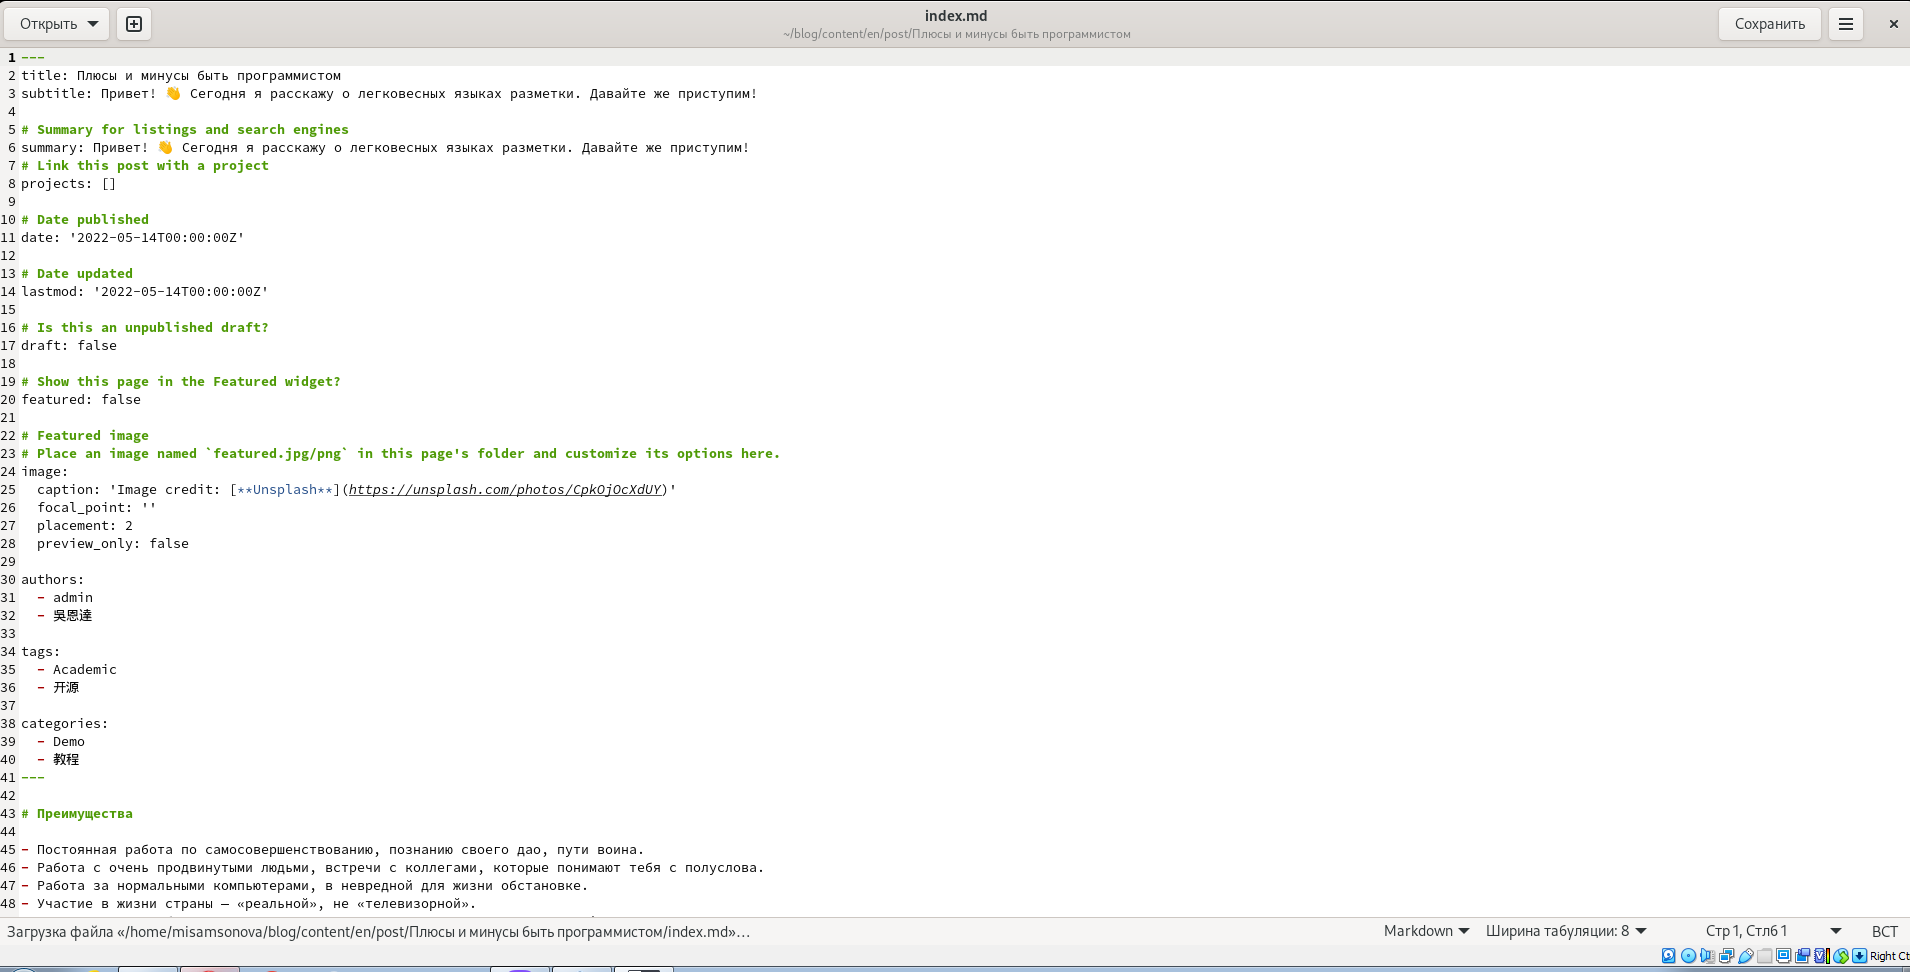 Открыть
index.md
~/blog/content/en/post/Плюсы и минусы быть программистом
Сохранить
1 ---
2 title: Плюсы и минусы быть программистом
3 subtitle: Привет! 👋 Сегодня я расскажу о легковесных языках разметки. Давайте же приступим!
4
5 # Summary for listings and search engines
6 summary: Привет! 👋 Сегодня я расскажу о легковесных языках разметки. Давайте же приступим!
7 # Link this post with a project
8 projects: []
9
10 # Date published
11 date: '2022-05-14T00:00:00Z'
12
13 # Date updated
14 lastmod: '2022-05-14T00:00:00Z'
15
16 # Is this an unpublished draft?
17 draft: false
18
19 # Show this page in the Featured widget?
20 featured: false
21
22 # Featured image
23 # Place an image named `featured.jpg/png` in this page's folder and customize its options here.
24 image:
25   caption: 'Image credit: [**Unsplash**](https://unsplash.com/photos/CpkOjOcXdUY)'
26   focal_point: ''
27   placement: 2
28   preview_only: false
29
30 authors:
31   - admin
32   - 吳恩達
33
34 tags:
35   - Academic
36   - 开源
37
38 categories:
39   - Demo
40   - 教程
41 ---
42
43 # Преимущества
44
45 - Постоянная работа по самосовершенствованию, познанию своего дао, пути воина.
46 - Работа с очень продвинутыми людьми, встречи с коллегами, которые понимают тебя с полуслова.
47 - Работа за нормальными компьютерами, в невредной для жизни обстановке.
48 - Участие в жизни страны — «реальной», не «телевизорной».
Загрузка файла «/home/misamsonova/blog/content/en/post/Плюсы и минусы быть программистом/index.md»…
Markdown
Ширина табуляции: 8
Стр 1, Стлб 1
ВСТ
Right Ct